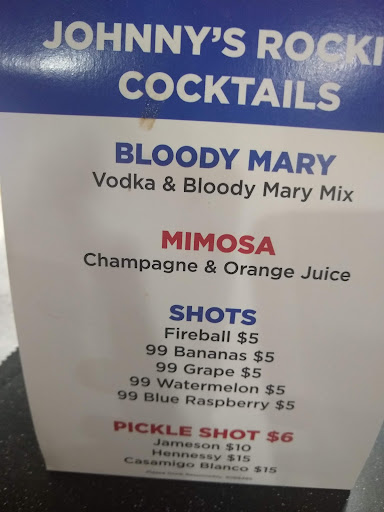 JOHNNY'S ROCKI
COCKTAILS
BLOODY MARY
Vodka & Bloody Mary Mix
MIMOSA
Champagne & Orange Juice
SHOTS
Fireball $5
99 Bananas $5
99 Grape $5
99 Watermelon $5
99 Blue Raspberry $5
PICKLE SHOT $6
Jameson $10
Hennessy $15
Casamigo Blanco $15